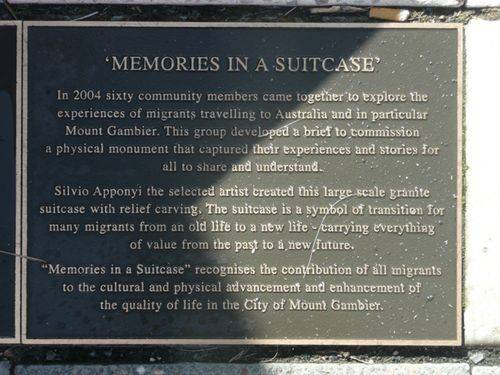 'MEMORIES IN A SUITCASE'
In 2004 sixty community members came together to explore the
experiences of migrants travelling to Australia and in particular
Mount Gambier. This group developed a brief to commission
a physical monument that captured their experiences and stories for
all to share and understand.
Silvio Apponyi the selected artist created this large scale granite
suitcase with relief carving. The suitcase is a symbol of transition for
many migrants from an old life to a new life - carrying everything
of value from the past to a new future.
"Memories in a Suitcase" recognises the contribution of all migrants
to the cultural and physical advancement and enhancement of
the quality of life in the City of Mount Gambier.